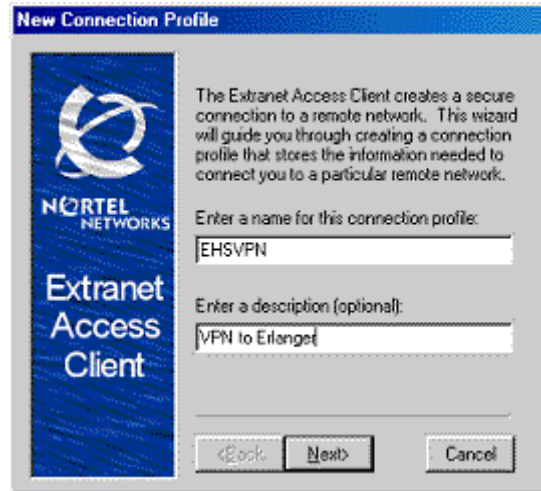 New Connection Profile
The Extranet Access Client creates a secure
connection to a remote network. This wizard
will guide you through creating a connection
profile that stores the information needed to
connect you to a particular remote network.
NORTEL
NETWORKS
Enter a name for this connection profile:
EHSVPN
Extranet
Access
Client
Enter a description (optional):
VPN to Erlanger
<Back
Next>
Cancel